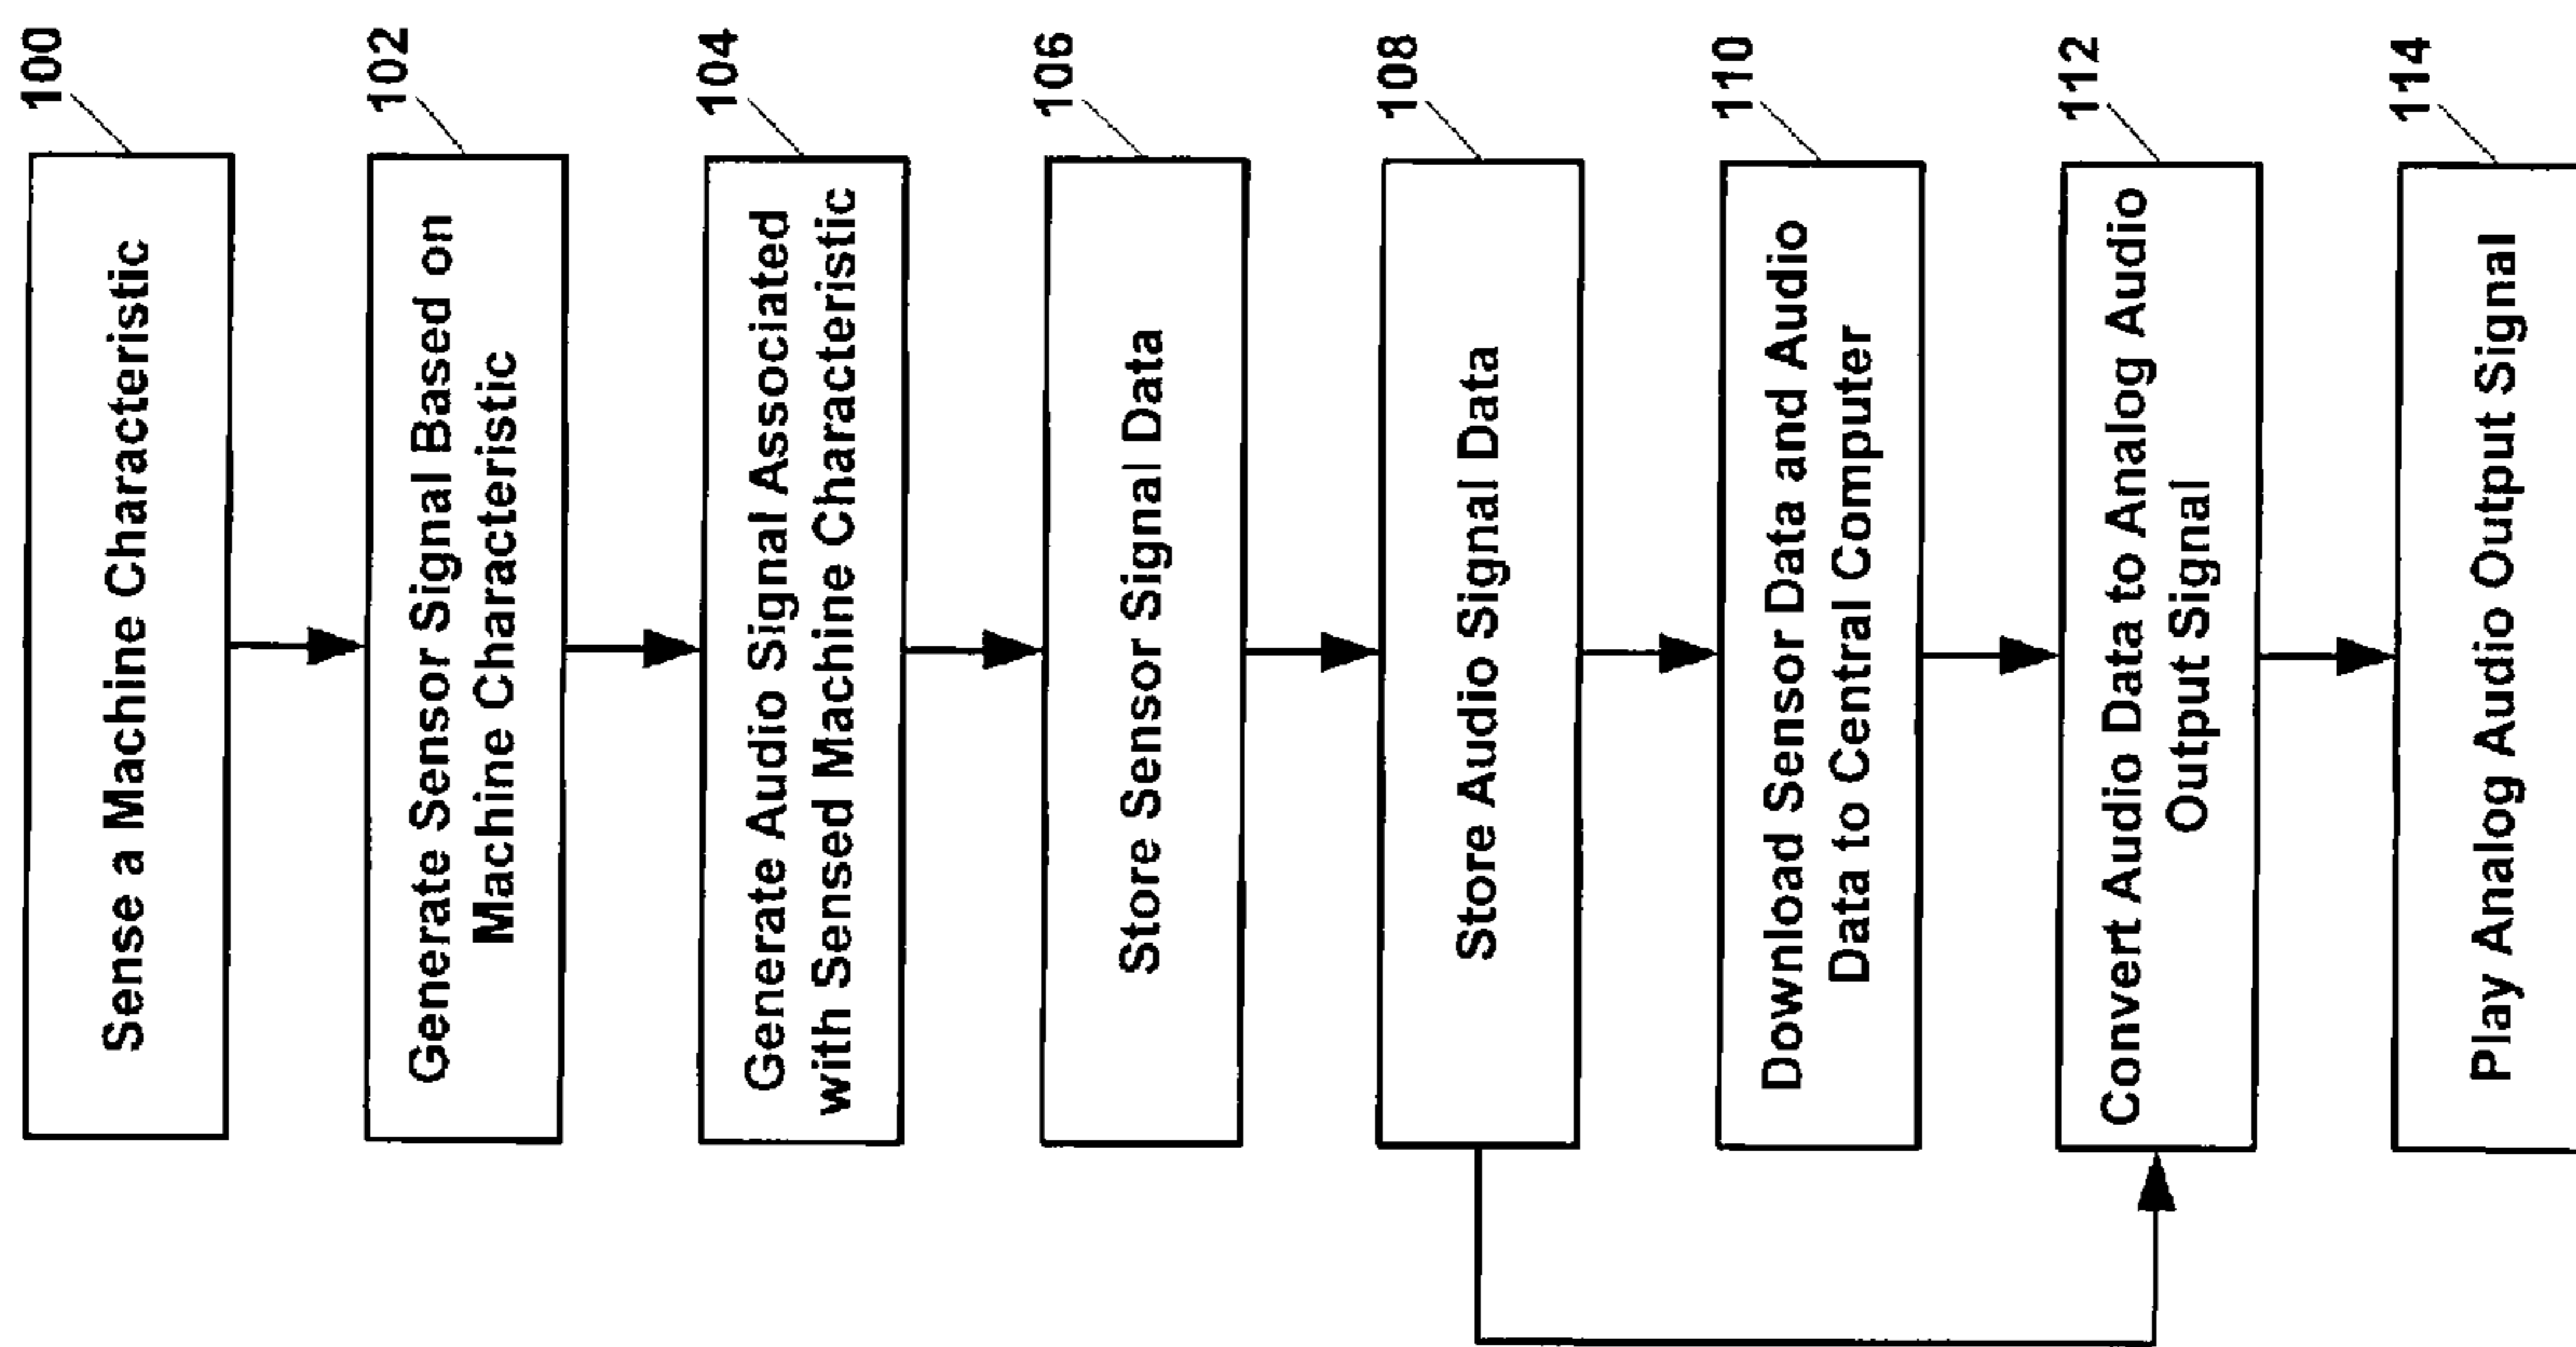 100
Sense a Machine Characteristic
102
Generate Sensor Signal Based on
Machine Characteristic
104
Generate Audio Signal Associated
with Sensed Machine Characteristic
106
Store Sensor Signal Data
108
Store Audio Signal Data
110
Download Sensor Data and Audio
Data to Central Computer
112
Convert Audio Data to Analog Audio
Output Signal
114
Play Analog Audio Output Signal